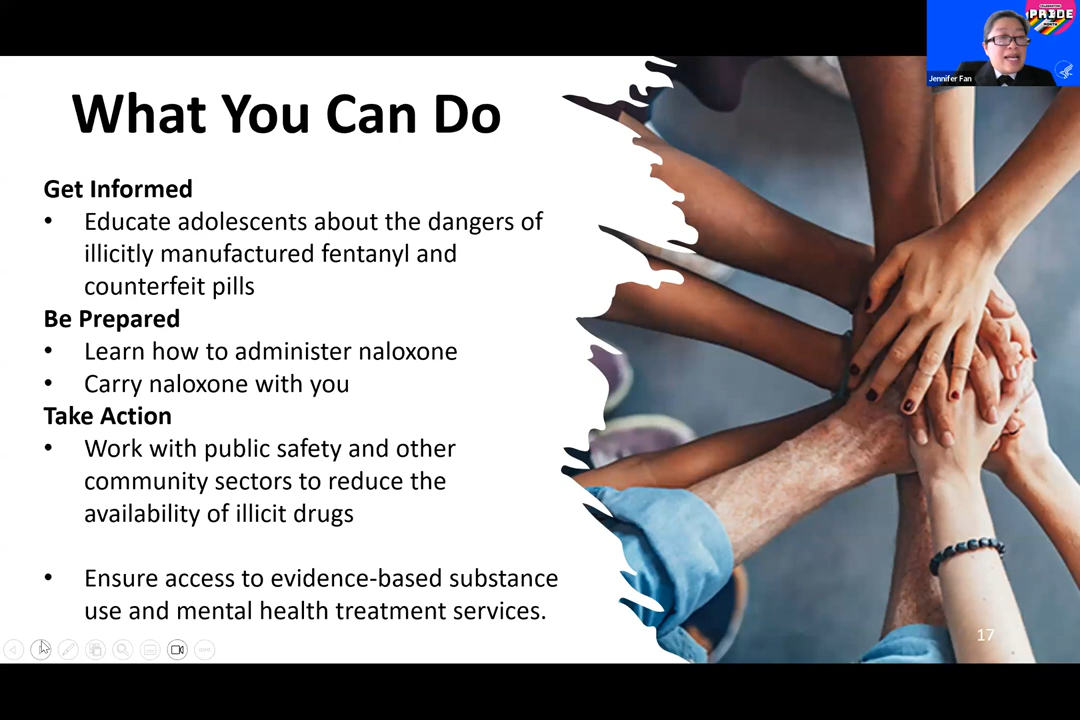 CELEBRATING
PRIDE
MONTH
Jennifer Fan
What You Can Do
Get Informed
• Educate adolescents about the dangers of
illicitly manufactured fentanyl and
counterfeit pills
Be Prepared
• Learn how to administer naloxone
• Carry naloxone with you
Take Action
• Work with public safety and other
community sectors to reduce the
availability of illicit drugs
• Ensure access to evidence-based substance
use and mental health treatment services.
17